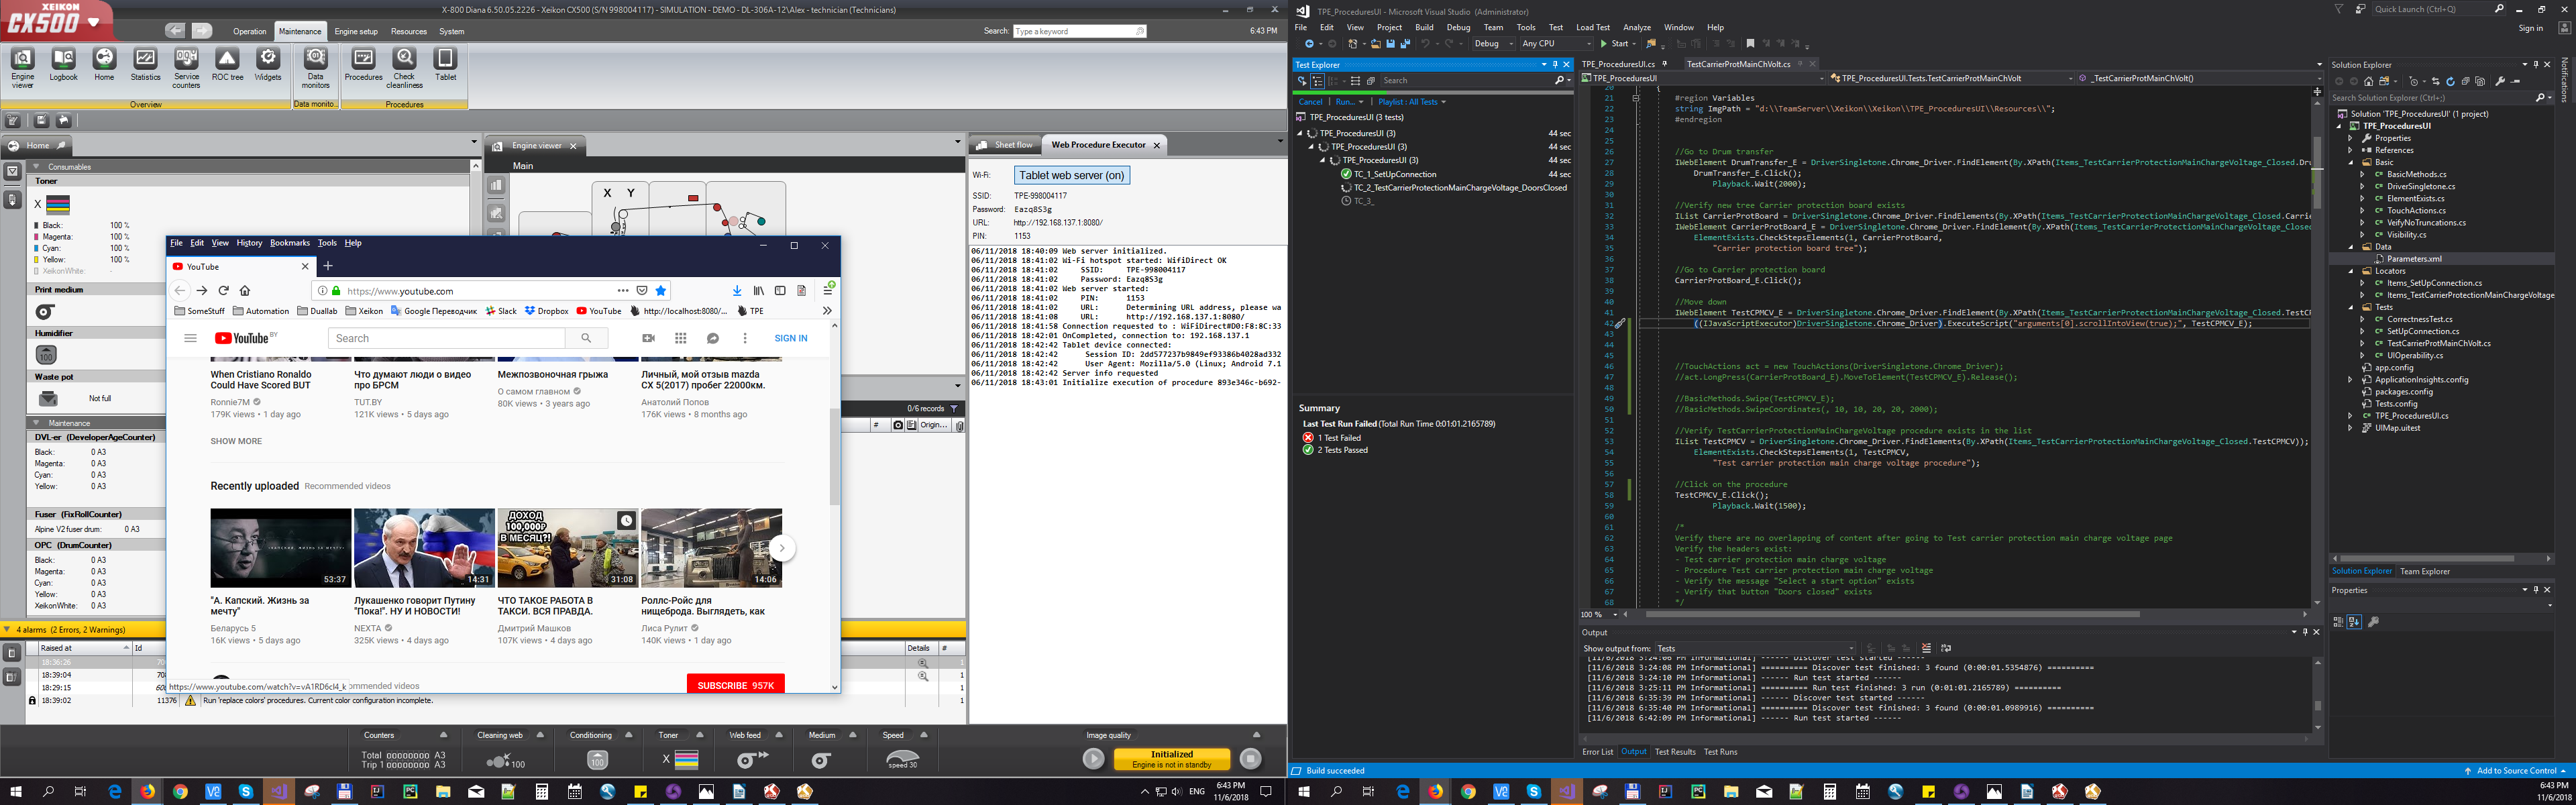 XEIKON
CX500
X-800 Diana 6.50.05.2226 - Xeikon CX500 (S/N 998004117) - SIMULATION - DEMO - DL-306A-12\Alex - technician (Technicians)
Operation Maintenance Engine setup Resources System
Search: Type a keyword
6:43 PM
Engine viewer
Logbook
Home
Statistics
Service counters
ROC tree
Widgets
Data monitors
Procedures
Check cleanliness
Tablet
Overview
Data monito...
Procedures
Home
Consumables
Toner
X
Black: 100 %
Magenta: 100 %
Cyan: 100 %
Yellow: 100 %
XeikonWhite: -
Print medium
Humidifier
100
Waste pot
Not full
Maintenance
DVL-er (DeveloperAgeCounter)
Black: 0 A3
Magenta: 0 A3
Cyan: 0 A3
Yellow: 0 A3
Fuser (FixRollCounter)
Alpine V2 fuser drum: 0 A3
OPC (DrumCounter)
Black: 0 A3
Magenta: 0 A3
Cyan: 0 A3
Yellow: 0 A3
XeikonWhite: 0 A3
Engine viewer
Main
X Y
0/6 records
# Origin...
Sheet flow
Web Procedure Executor
Wi-Fi: Tablet web server (on)
SSID: TPE-998004117
Password: Eazq8S3g
URL: http://192.168.137.1:8080/
PIN: 1153
06/11/2018 18:40:09 Web server initialized.
06/11/2018 18:41:02 Wi-Fi hotspot started: WifiDirect OK
06/11/2018 18:41:02 SSID: TPE-998004117
06/11/2018 18:41:02 Password: Eazq8S3g
06/11/2018 18:41:02 Web server started:
06/11/2018 18:41:02 PIN: 1153
06/11/2018 18:41:02 URL: Determining URL address, please wa
06/11/2018 18:41:08 URL: http://192.168.137.1:8080/
06/11/2018 18:41:58 Connection requested to : WiFiDirect#D0:F8:8C:33
06/11/2018 18:42:01 OnCompleted, connection to: 192.168.137.1
06/11/2018 18:42:42 Tablet device connected:
06/11/2018 18:42:42 Session ID: 2dd577237b9849ef93386b4028ad332
06/11/2018 18:42:42 User Agent: Mozilla/5.0 (Linux; Android 7.1
06/11/2018 18:42:42 Server info requested
06/11/2018 18:43:01 Initialize execution of procedure 893e346c-b692-
File Edit View History Bookmarks Tools Help
YouTube
https://www.youtube.com
SomeStuff Automation Duallab Xeikon Google Переводчик Slack Dropbox YouTube http://localhost:8080/... TPE
YouTube BY
Search
SIGN IN
When Cristiano Ronaldo Could Have Scored BUT
Ronnie7M
179K views • 1 day ago
Что думают люди о видео про БРСМ
TUT.BY
121K views • 5 days ago
Межпозвоночная грыжа
О самом главном
80K views • 3 years ago
Личный, мой отзыв mazda CX 5(2017) пробег 22000км.
Анатолий Попов
176K views • 8 months ago
SHOW MORE
Recently uploaded Recommended videos
53:37
14:31
ДОХОД 100,000Р В МЕСЯЦ?!
31:08
14:06
"А. Капский. Жизнь за мечту"
Беларусь 5
16K views • 5 days ago
Лукашенко говорит Путину "Пока!". НУ И НОВОСТИ!
NEXTA
325K views • 4 days ago
ЧТО ТАКОЕ РАБОТА В ТАКСИ. ВСЯ ПРАВДА.
Дмитрий Машков
107K views • 4 days ago
Роллс-Ройс для нищеброда. Выглядеть, как
Лиса Рулит
140K views • 1 day ago
https://www.youtube.com/watch?v=vA1RD6cl4_k
ommended videos
SUBSCRIBE 957K
4 alarms (2 Errors, 2 Warnings)
Raised at Id Details #
18:36:26 1
18:39:04 1
18:29:15 1
18:39:02 11376 Run 'replace colors' procedures. Current color configuration incomplete. 1
Counters Cleaning web Conditioning Toner Web feed Medium Speed Image quality
Total 00000000 A3
Trip 1 00000000 A3
100
100
X
speed 30
Initialized
Engine is not in standby
6:43 PM
ENG
11/6/2018
TPE_ProceduresUI - Microsoft Visual Studio (Administrator)
Quick Launch (Ctrl+Q)
File Edit View Project Build Debug Team Tools Test Load Test Analyze Window Help
Sign in
Debug Any CPU Start
Test Explorer
Search
Cancel Run... Playlist : All Tests
TPE_ProceduresUI (3 tests)
TPE_ProceduresUI (3) 44 sec
TPE_ProceduresUI (3) 44 sec
TPE_ProceduresUI (3) 44 sec
TC_1_SetUpConnection 44 sec
TC_2_TestCarrierProtectionMainChargeVoltage_DoorsClosed
TC_3_
Summary
Last Test Run Failed (Total Run Time 0:01:01.2165789)
1 Test Failed
2 Tests Passed
TPE_ProceduresUI.cs TestCarrierProtMainChVolt.cs
TPE_ProceduresUI TPE_ProceduresUI.Tests.TestCarrierProtMainChVolt _TestCarrierProtMainChVolt()
20 {
21 #region Variables
22 string ImgPath = "d:\\TeamServer\\Xeikon\\Xeikon\\TPE_ProceduresUI\\Resources\\";
23 #endregion
24
25
26 //Go to Drum transfer
27 IWebElement DrumTransfer_E = DriverSingletone.Chrome_Driver.FindElement(By.XPath(Items_TestCarrierProtectionMainChargeVoltage_Closed.Dru
28 DrumTransfer_E.Click();
29 Playback.Wait(2000);
30
31 //Verify new tree Carrier protection board exists
32 IList CarrierProtBoard = DriverSingletone.Chrome_Driver.FindElements(By.XPath(Items_TestCarrierProtectionMainChargeVoltage_Closed.Carrie
33 IWebElement CarrierProtBoard_E = DriverSingletone.Chrome_Driver.FindElement(By.XPath(Items_TestCarrierProtectionMainChargeVoltage_Closed
34 ElementExists.CheckStepsElements(1, CarrierProtBoard,
35 "Carrier protection board tree");
36
37 //Go to Carrier protection board
38 CarrierProtBoard_E.Click();
39
40 //Move down
41 IWebElement TestCPMCV_E = DriverSingletone.Chrome_Driver.FindElement(By.XPath(Items_TestCarrierProtectionMainChargeVoltage_Closed.TestCP
42 ((IJavaScriptExecutor)DriverSingletone.Chrome_Driver).ExecuteScript("arguments[0].scrollIntoView(true);", TestCPMCV_E);
43
44
45
46 //TouchActions act = new TouchActions(DriverSingletone.Chrome_Driver);
47 //act.LongPress(CarrierProtBoard_E).MoveToElement(TestCPMCV_E).Release();
48
49 //BasicMethods.Swipe(TestCPMCV_E);
50 //BasicMethods.SwipeCoordinates(, 10, 10, 20, 20, 2000);
51
52 //Verify TestCarrierProtectionMainChargeVoltage procedure exists in the list
53 IList TestCPMCV = DriverSingletone.Chrome_Driver.FindElements(By.XPath(Items_TestCarrierProtectionMainChargeVoltage_Closed.TestCPMCV));
54 ElementExists.CheckStepsElements(1, TestCPMCV,
55 "Test carrier protection main charge voltage procedure");
56
57 //Click on the procedure
58 TestCPMCV_E.Click();
59 Playback.Wait(1500);
60
61 /*
62 Verify there are no overlapping of content after going to Test carrier protection main charge voltage page
63 Verify the headers exist:
64 - Test carrier protection main charge voltage
65 - Procedure Test carrier protection main charge voltage
66 - Verify the message "Select a start option" exists
67 - Verify that button "Doors closed" exists
68 */
100 %
Output
Show output from: Tests
[11/6/2018 3:24:06 PM Informational] ------ Discover test started ------
[11/6/2018 3:24:08 PM Informational] ========== Discover test finished: 3 found (0:00:01.5354876) ==========
[11/6/2018 3:24:10 PM Informational] ------ Run test started ------
[11/6/2018 3:25:11 PM Informational] ========== Run test finished: 3 run (0:01:01.2165789) ==========
[11/6/2018 6:35:39 PM Informational] ------ Discover test started ------
[11/6/2018 6:35:40 PM Informational] ========== Discover test finished: 3 found (0:00:01.0989916) ==========
[11/6/2018 6:42:09 PM Informational] ------ Run test started ------
Error List Output Test Results Test Runs
Build succeeded
Add to Source Control
Solution Explorer
Search Solution Explorer (Ctrl+;)
Solution 'TPE_ProceduresUI' (1 project)
TPE_ProceduresUI
Properties
References
Basic
BasicMethods.cs
DriverSingletone.cs
ElementExists.cs
TouchActions.cs
VeifyNoTruncations.cs
Visibility.cs
Data
Parameters.xml
Locators
Items_SetUpConnection.cs
Items_TestCarrierProtectionMainChargeVoltage
Tests
CorrectnessTest.cs
SetUpConnection.cs
TestCarrierProtMainChVolt.cs
UIOperability.cs
app.config
ApplicationInsights.config
packages.config
Tests.config
TPE_ProceduresUI.cs
UIMap.uitest
Solution Explorer Team Explorer
Properties
Notifications
6:43 PM
11/6/2018